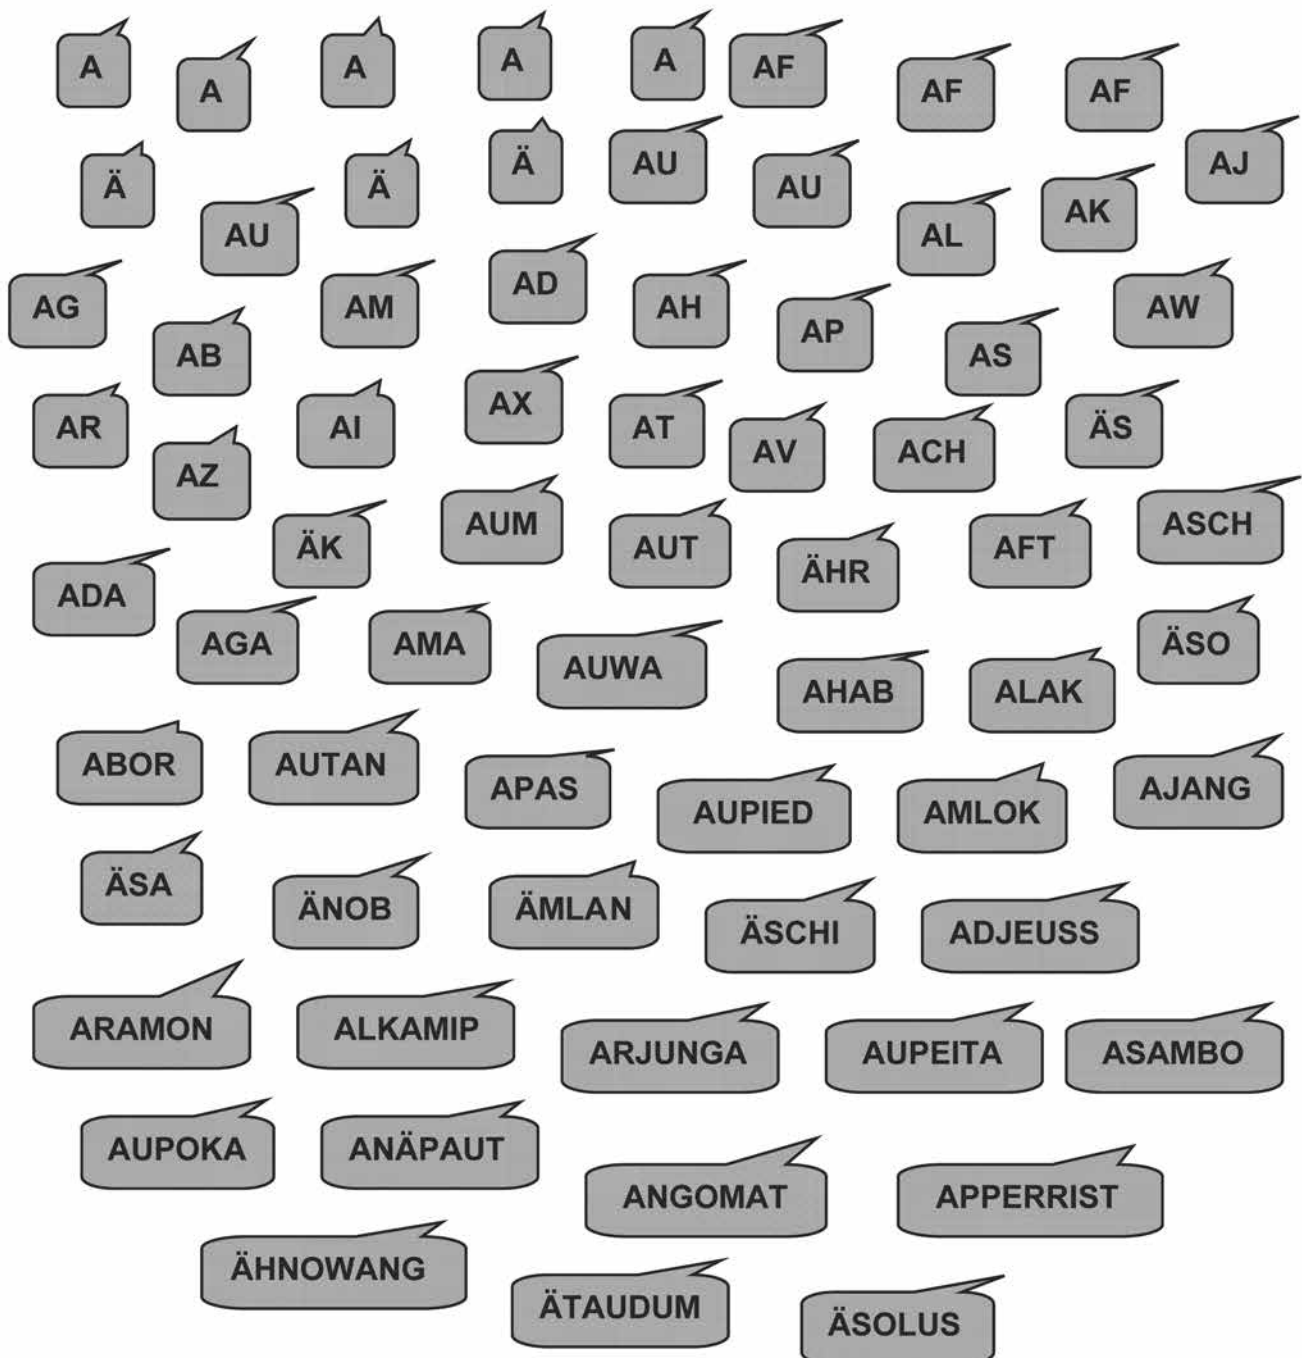 A A A A A AF AF AF
Ä Ä Ä AU AU AJ
AU AL AK
AG AM AD AH AP AW
AB AS
AR AI AX AT AV ACH ÄS
AZ
ÄK AUM AUT ÄHR AFT ASCH
ADA
AGA AMA AUWA AHAB ALAK ÄSO
ABOR AUTAN APAS AUPIED AMLOK AJANG
ÄSA ÄNOB ÄMLAN ÄSCHI ADJEUSS
ARAMON ALKAMIP ARJUNGA AUPEITA ASAMBO
AUPOKA ANÄPAUT ANGOMAT APPERRIST
ÄHNOWANG ÄTAUDUM ÄSOLUS